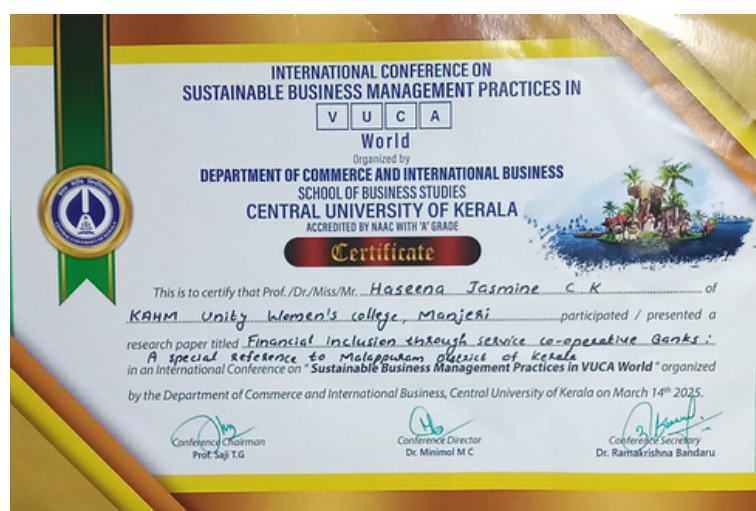 INTERNATIONAL CONFERENCE ON
SUSTAINABLE BUSINESS MANAGEMENT PRACTICES IN
V U C A
World
Organized by
DEPARTMENT OF COMMERCE AND INTERNATIONAL BUSINESS
SCHOOL OF BUSINESS STUDIES
CENTRAL UNIVERSITY OF KERALA
ACCREDITED BY NAAC WITH 'A' GRADE
Certificate
This is to certify that Prof. /Dr./Miss/Mr. Haseena Jasmine C K of
KAHM Unity Women's college, Manjeri participated / presented a
research paper titled Financial inclusion through service co-operative Banks :
A special reference to Malappuram district of Kerala
in an International Conference on "Sustainable Business Management Practices in VUCA World" organized
by the Department of Commerce and International Business, Central University of Kerala on March 14th 2025.
Conference Chairman Conference Director Conference Secretary
Prof. Saji T.G Dr. Minimol M C Dr. Ramakrishna Bandaru